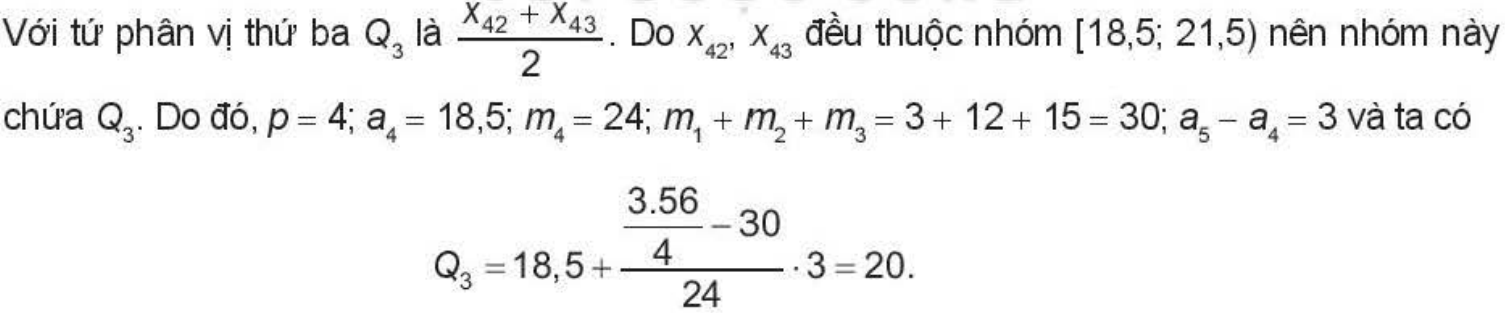 Với tứ phân vị thứ ba Q₃ là (x₄₂ + x₄₃)/2. Do x₄₂, x₄₃ đều thuộc nhóm [18,5; 21,5) nên nhóm này
chứa Q₃. Do đó, p = 4; a₄ = 18,5; m₄ = 24; m₁ + m₂ + m₃ = 3 + 12 + 15 = 30; a₅ − a₄ = 3 và ta có
Q₃ = 18,5 + ((3.56)/4 − 30)/24 · 3 = 20.